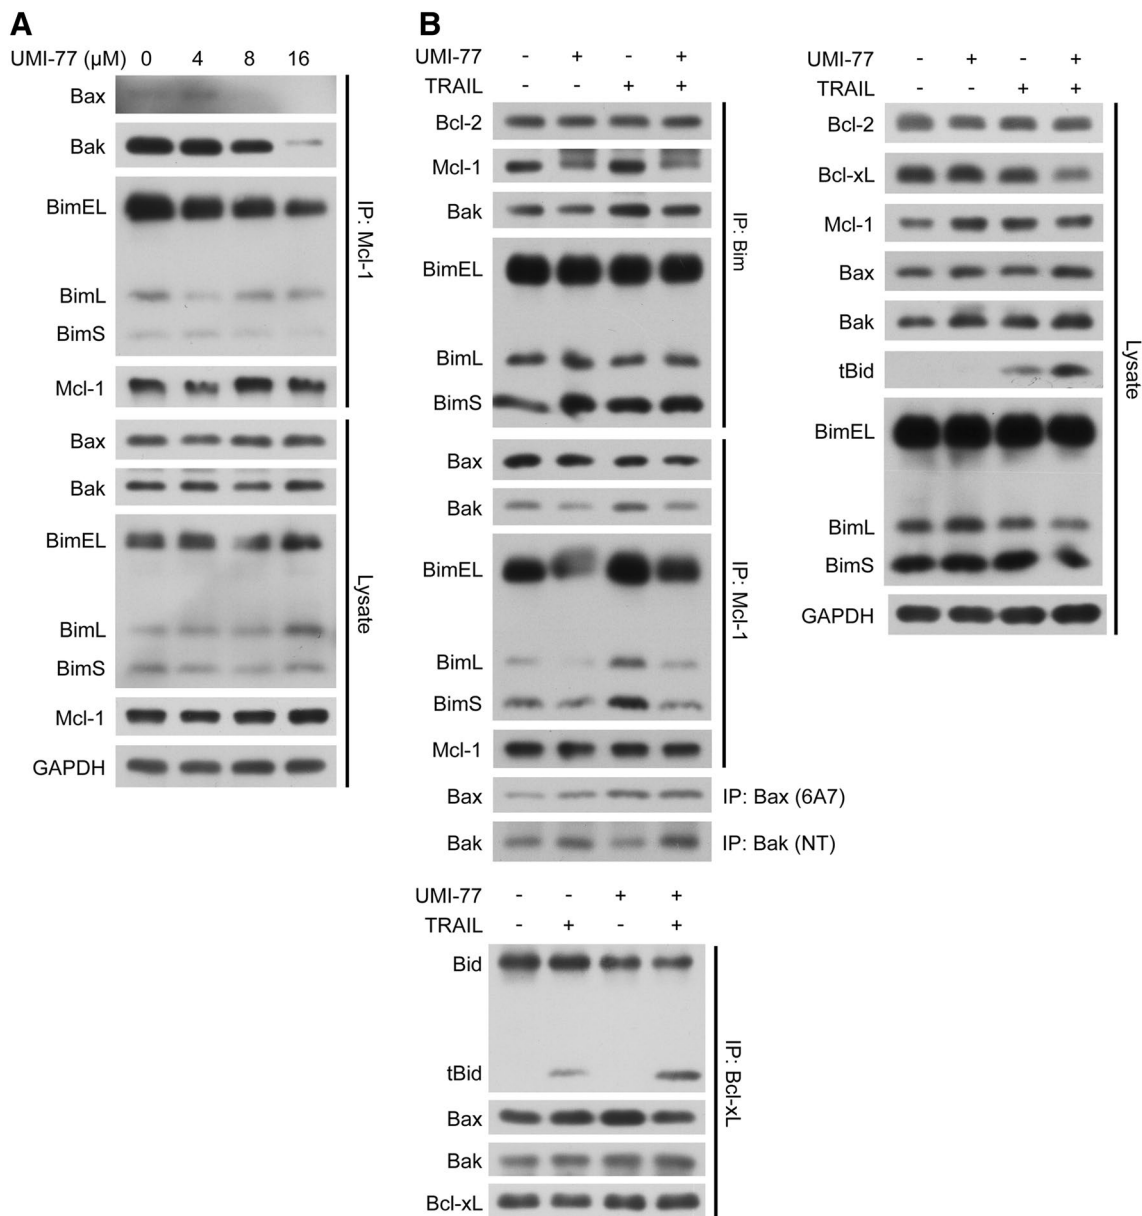 A
UMI-77 (µM) 0 4 8 16
Bax
Bak
BimEL
BimL
BimS
Mcl-1
IP: Mcl-1
Bax
Bak
BimEL
BimL
BimS
Mcl-1
GAPDH
Lysate
B
UMI-77 - + - +
TRAIL - - + +
Bcl-2
Mcl-1
Bak
BimEL
BimL
BimS
IP: Bim
Bax
Bak
BimEL
BimL
BimS
Mcl-1
IP: Mcl-1
Bax IP: Bax (6A7)
Bak IP: Bak (NT)
UMI-77 - - + +
TRAIL - + - +
Bid
tBid
Bax
Bak
Bcl-xL
IP: Bcl-xL
UMI-77 - + - +
TRAIL - - + +
Bcl-2
Bcl-xL
Mcl-1
Bax
Bak
tBid
BimEL
BimL
BimS
GAPDH
Lysate